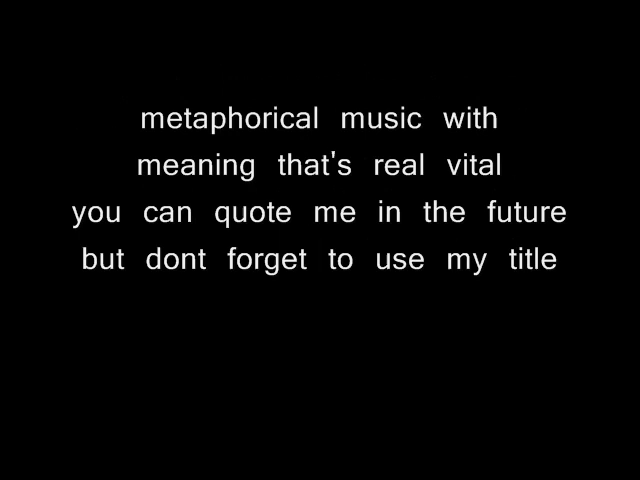 metaphorical music with
meaning that's real vital
you can quote me in the future
but dont forget to use my title